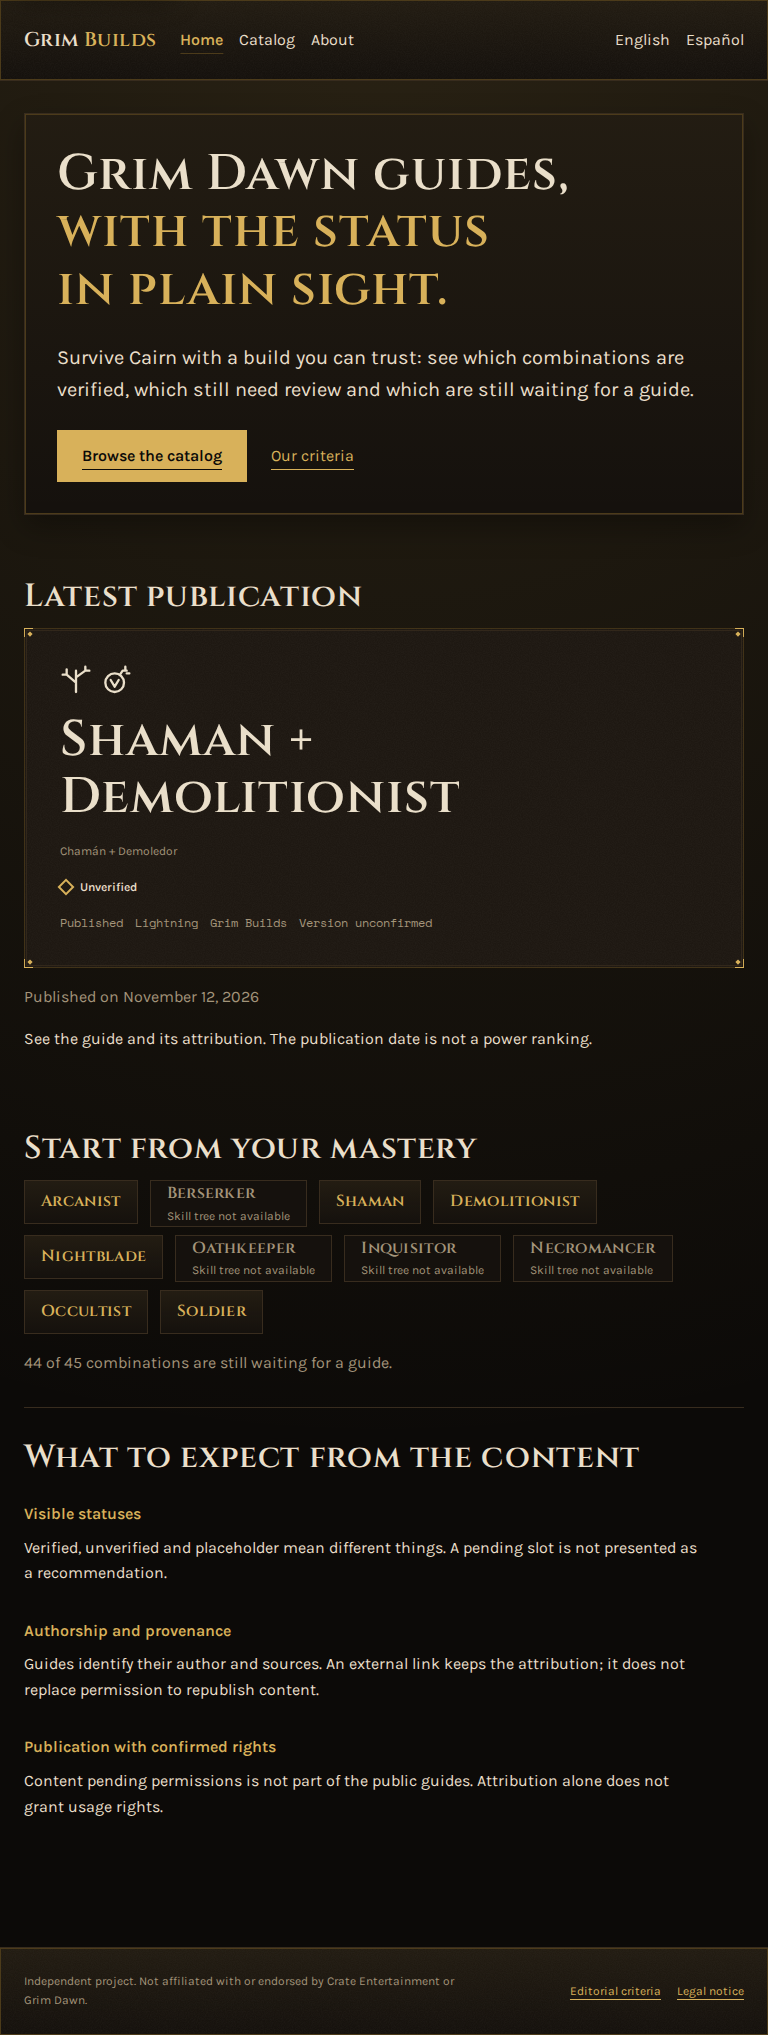 Grim Builds Home Catalog About English Español
Grim Dawn guides,
with the status
in plain sight.
Survive Cairn with a build you can trust: see which combinations are
verified, which still need review and which are still waiting for a guide.
Browse the catalog Our criteria
Latest publication
Shaman +
Demolitionist
Chamán + Demoledor
Unverified
Published Lightning Grim Builds Version unconfirmed
Published on November 12, 2026
See the guide and its attribution. The publication date is not a power ranking.
Start from your mastery
Arcanist Berserker Shaman Demolitionist
Skill tree not available
Nightblade Oathkeeper Inquisitor Necromancer
Skill tree not available Skill tree not available Skill tree not available
Occultist Soldier
44 of 45 combinations are still waiting for a guide.
What to expect from the content
Visible statuses
Verified, unverified and placeholder mean different things. A pending slot is not presented as
a recommendation.
Authorship and provenance
Guides identify their author and sources. An external link keeps the attribution; it does not
replace permission to republish content.
Publication with confirmed rights
Content pending permissions is not part of the public guides. Attribution alone does not
grant usage rights.
Independent project. Not affiliated with or endorsed by Crate Entertainment or
Grim Dawn.
Editorial criteria Legal notice